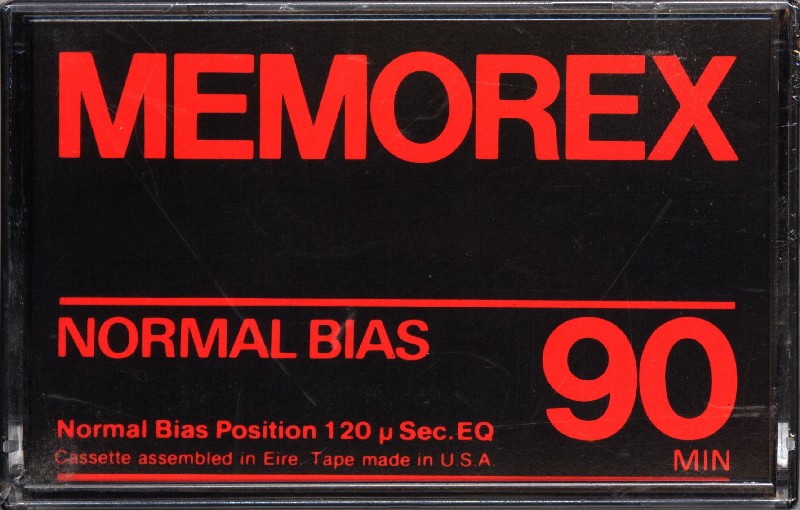 MEMOREX
NORMAL BIAS
90
MIN
Normal Bias Position 120 µ Sec.EQ
Cassette assembled in Eire. Tape made in U.S.A.